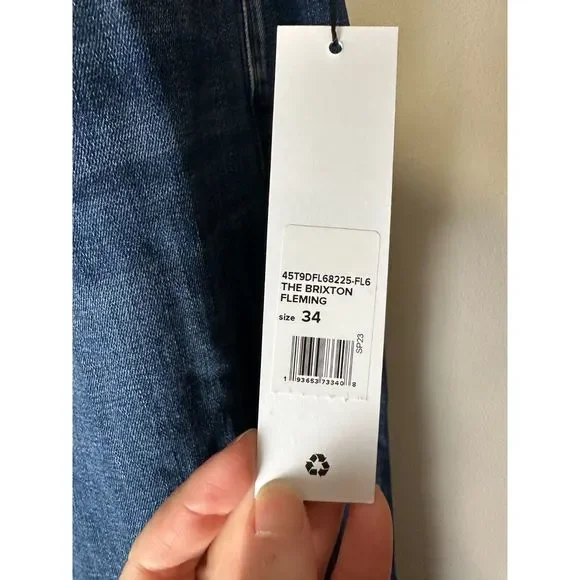 45T9DFL68225-FL6
THE BRIXTON
FLEMING
size 34
SP23
1 93653 73340 8